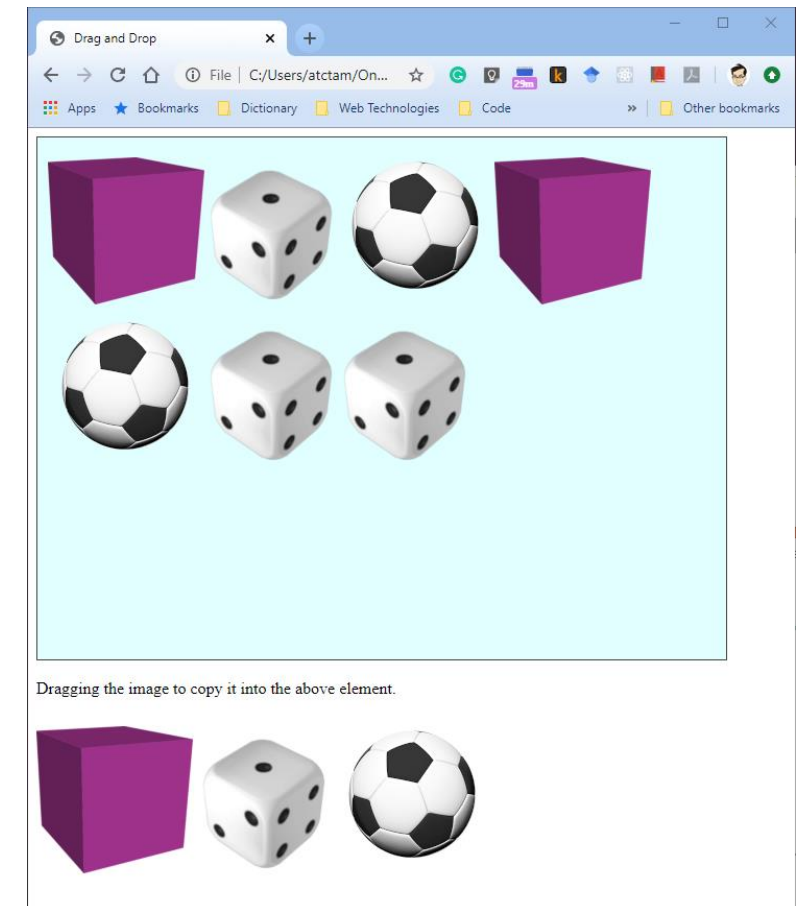 Drag and Drop
File C:/Users/atctam/On...
29m
k
Apps Bookmarks Dictionary Web Technologies Code » Other bookmarks
Dragging the image to copy it into the above element.